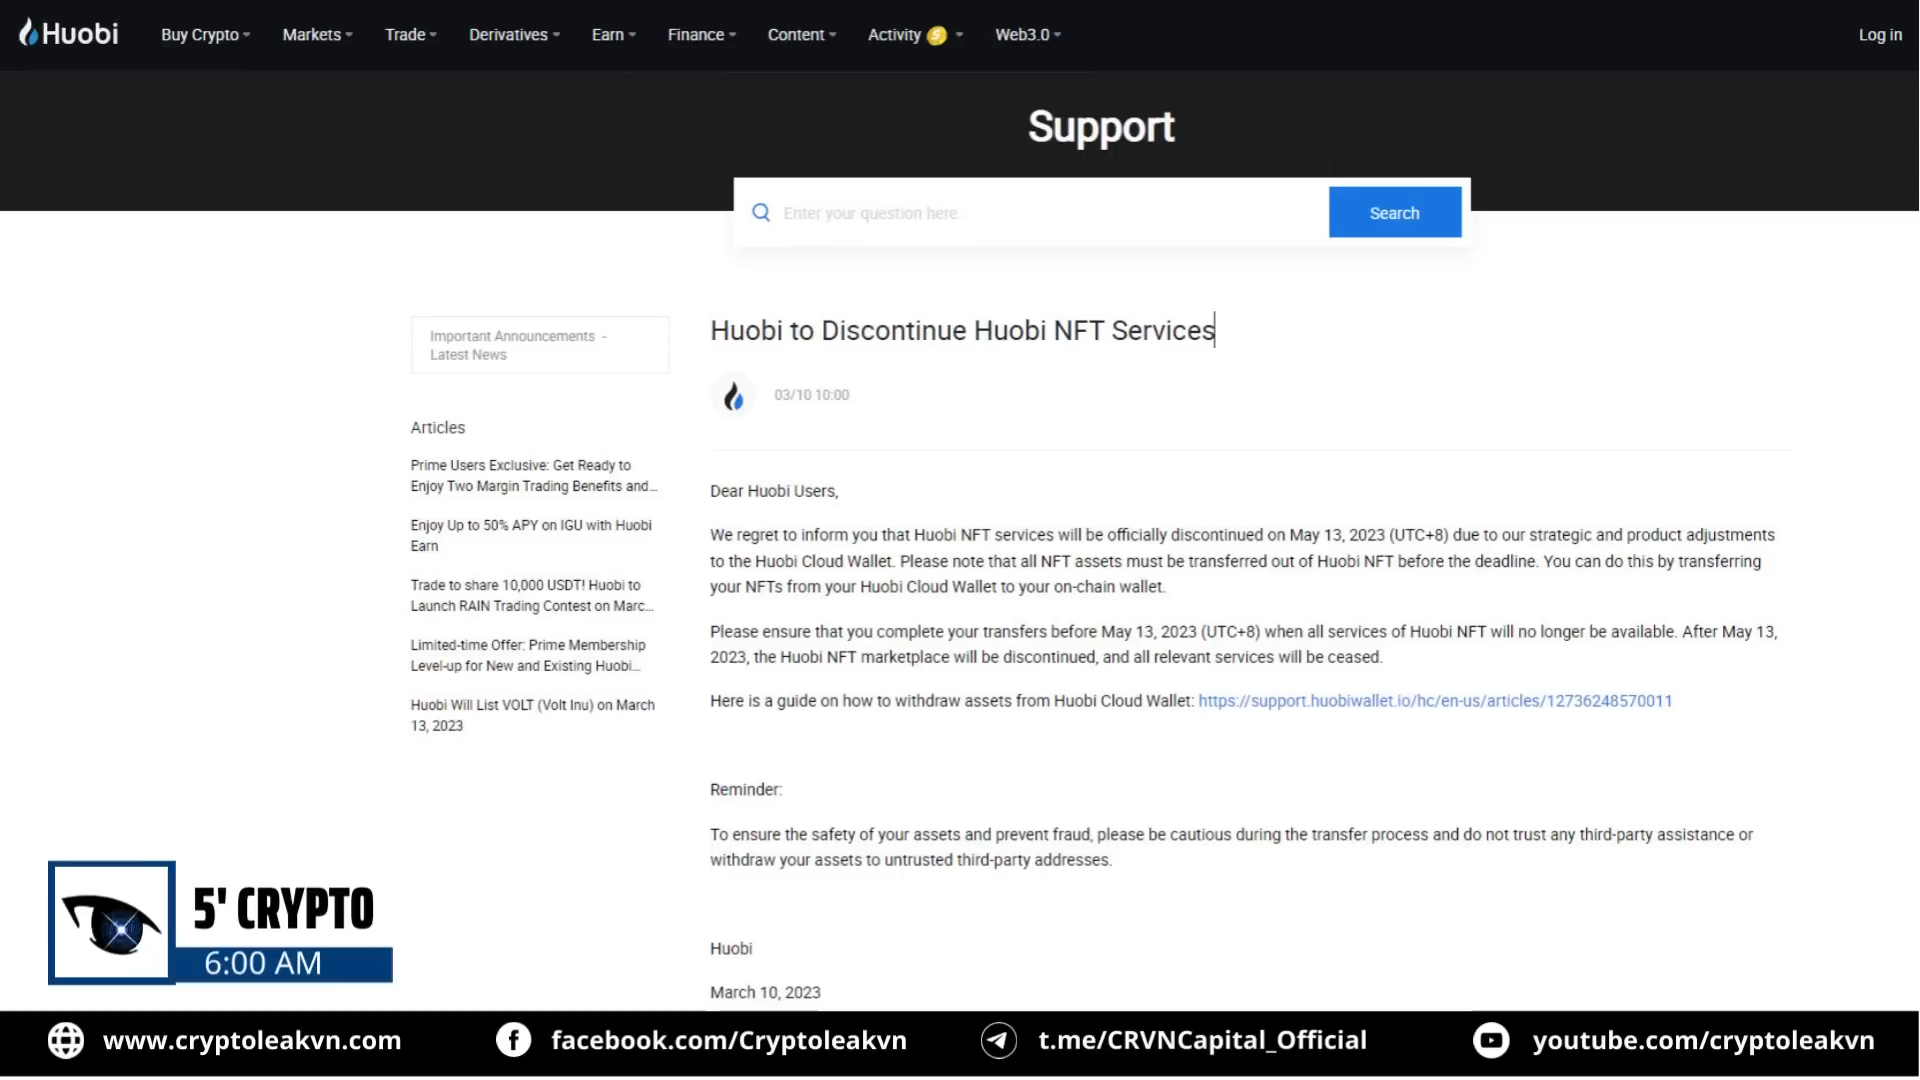 Huobi
Buy Crypto
Markets
Trade
Derivatives
Earn
Finance
Content
Activity
Web3.0
Log in
Support
Enter your question here.
Search
Important Announcements -
Latest News
Articles
Prime Users Exclusive: Get Ready to
Enjoy Two Margin Trading Benefits and...
Enjoy Up to 50% APY on IGU with Huobi
Earn
Trade to share 10,000 USDT! Huobi to
Launch RAIN Trading Contest on Marc...
Limited-time Offer: Prime Membership
Level-up for New and Existing Huobi...
Huobi Will List VOLT (Volt Inu) on March
13, 2023
Huobi to Discontinue Huobi NFT Services
03/10 10:00
Dear Huobi Users,
We regret to inform you that Huobi NFT services will be officially discontinued on May 13, 2023 (UTC+8) due to our strategic and product adjustments
to the Huobi Cloud Wallet. Please note that all NFT assets must be transferred out of Huobi NFT before the deadline. You can do this by transferring
your NFTs from your Huobi Cloud Wallet to your on-chain wallet.
Please ensure that you complete your transfers before May 13, 2023 (UTC+8) when all services of Huobi NFT will no longer be available. After May 13,
2023, the Huobi NFT marketplace will be discontinued, and all relevant services will be ceased.
Here is a guide on how to withdraw assets from Huobi Cloud Wallet: https://support.huobiwallet.io/hc/en-us/articles/12736248570011
Reminder:
To ensure the safety of your assets and prevent fraud, please be cautious during the transfer process and do not trust any third-party assistance or
withdraw your assets to untrusted third-party addresses.
Huobi
March 10, 2023
5' CRYPTO
6:00 AM
www.cryptoleakvn.com
facebook.com/Cryptoleakvn
t.me/CRVNCapital_Official
youtube.com/cryptoleakvn